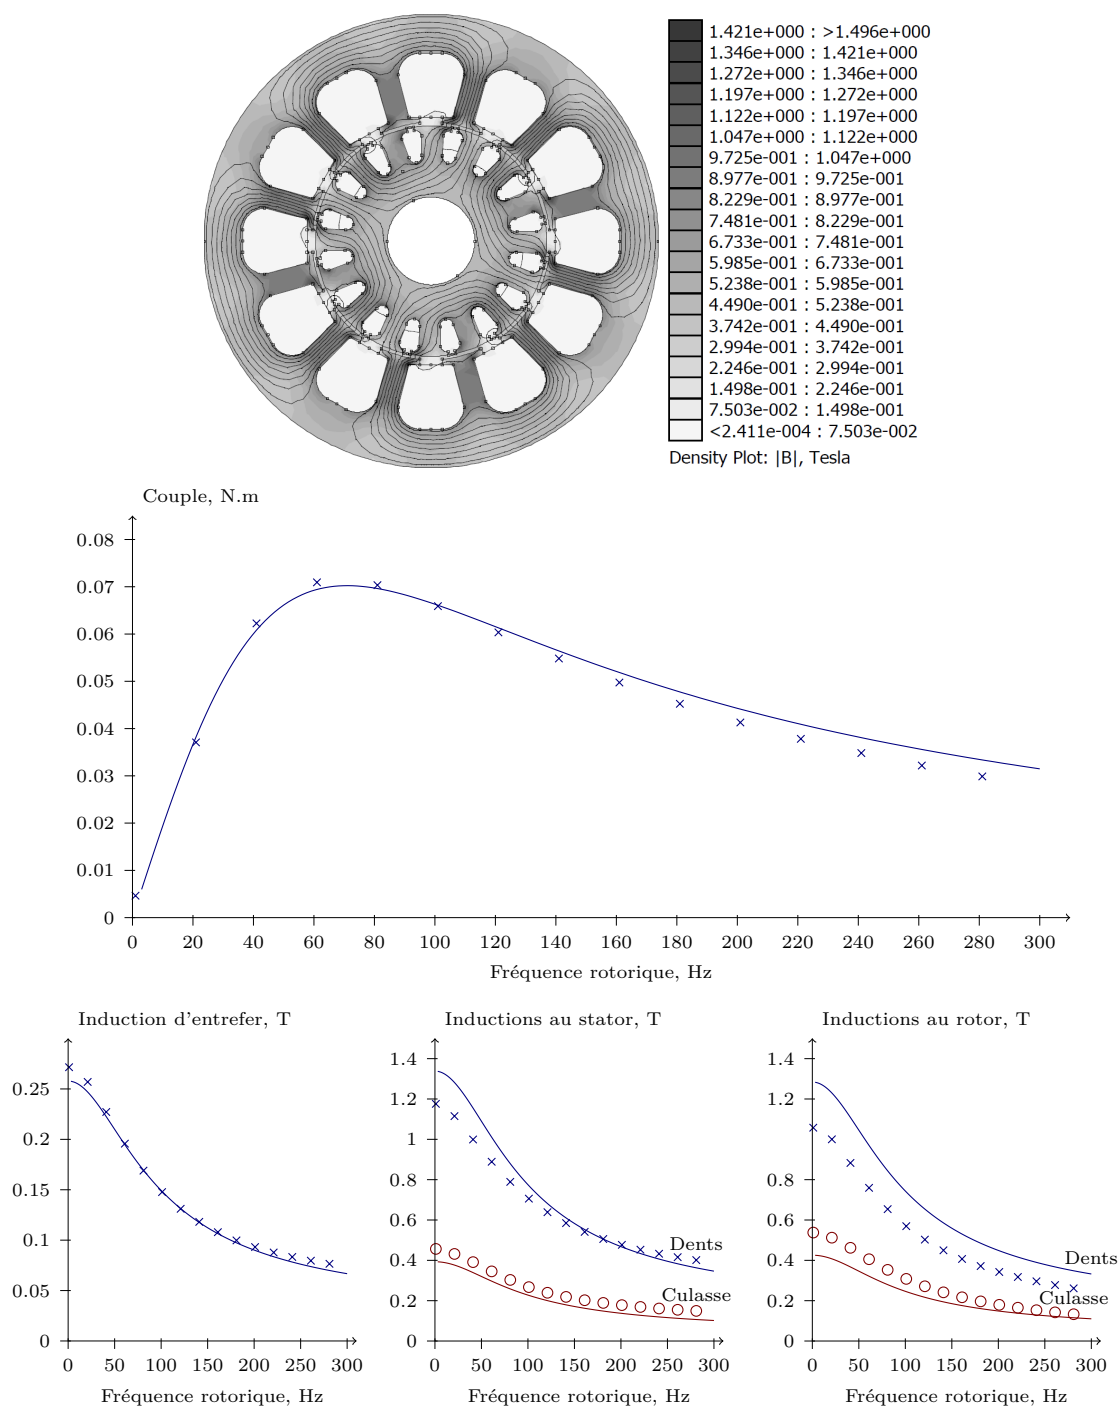 1.421e+000 : >1.496e+000
1.346e+000 : 1.421e+000
1.272e+000 : 1.346e+000
1.197e+000 : 1.272e+000
1.122e+000 : 1.197e+000
1.047e+000 : 1.122e+000
9.725e-001 : 1.047e+000
8.977e-001 : 9.725e-001
8.229e-001 : 8.977e-001
7.481e-001 : 8.229e-001
6.733e-001 : 7.481e-001
5.985e-001 : 6.733e-001
5.238e-001 : 5.985e-001
4.490e-001 : 5.238e-001
3.742e-001 : 4.490e-001
2.994e-001 : 3.742e-001
2.246e-001 : 2.994e-001
1.498e-001 : 2.246e-001
7.503e-002 : 1.498e-001
<2.411e-004 : 7.503e-002
Density Plot: |B|, Tesla
Couple, N.m
0.08
0.07
0.06
0.05
0.04
0.03
0.02
0.01
0
0 20 40 60 80 100 120 140 160 180 200 220 240 260 280 300
Fréquence rotorique, Hz
Induction d'entrefer, T
0.25
0.2
0.15
0.1
0.05
0
0 50 100 150 200 250 300
Fréquence rotorique, Hz
Inductions au stator, T
1.4
1.2
1
0.8
0.6
0.4
0.2
0
Dents
Culasse
0 50 100 150 200 250 300
Fréquence rotorique, Hz
Inductions au rotor, T
1.4
1.2
1
0.8
0.6
0.4
0.2
0
Dents
Culasse
0 50 100 150 200 250 300
Fréquence rotorique, Hz